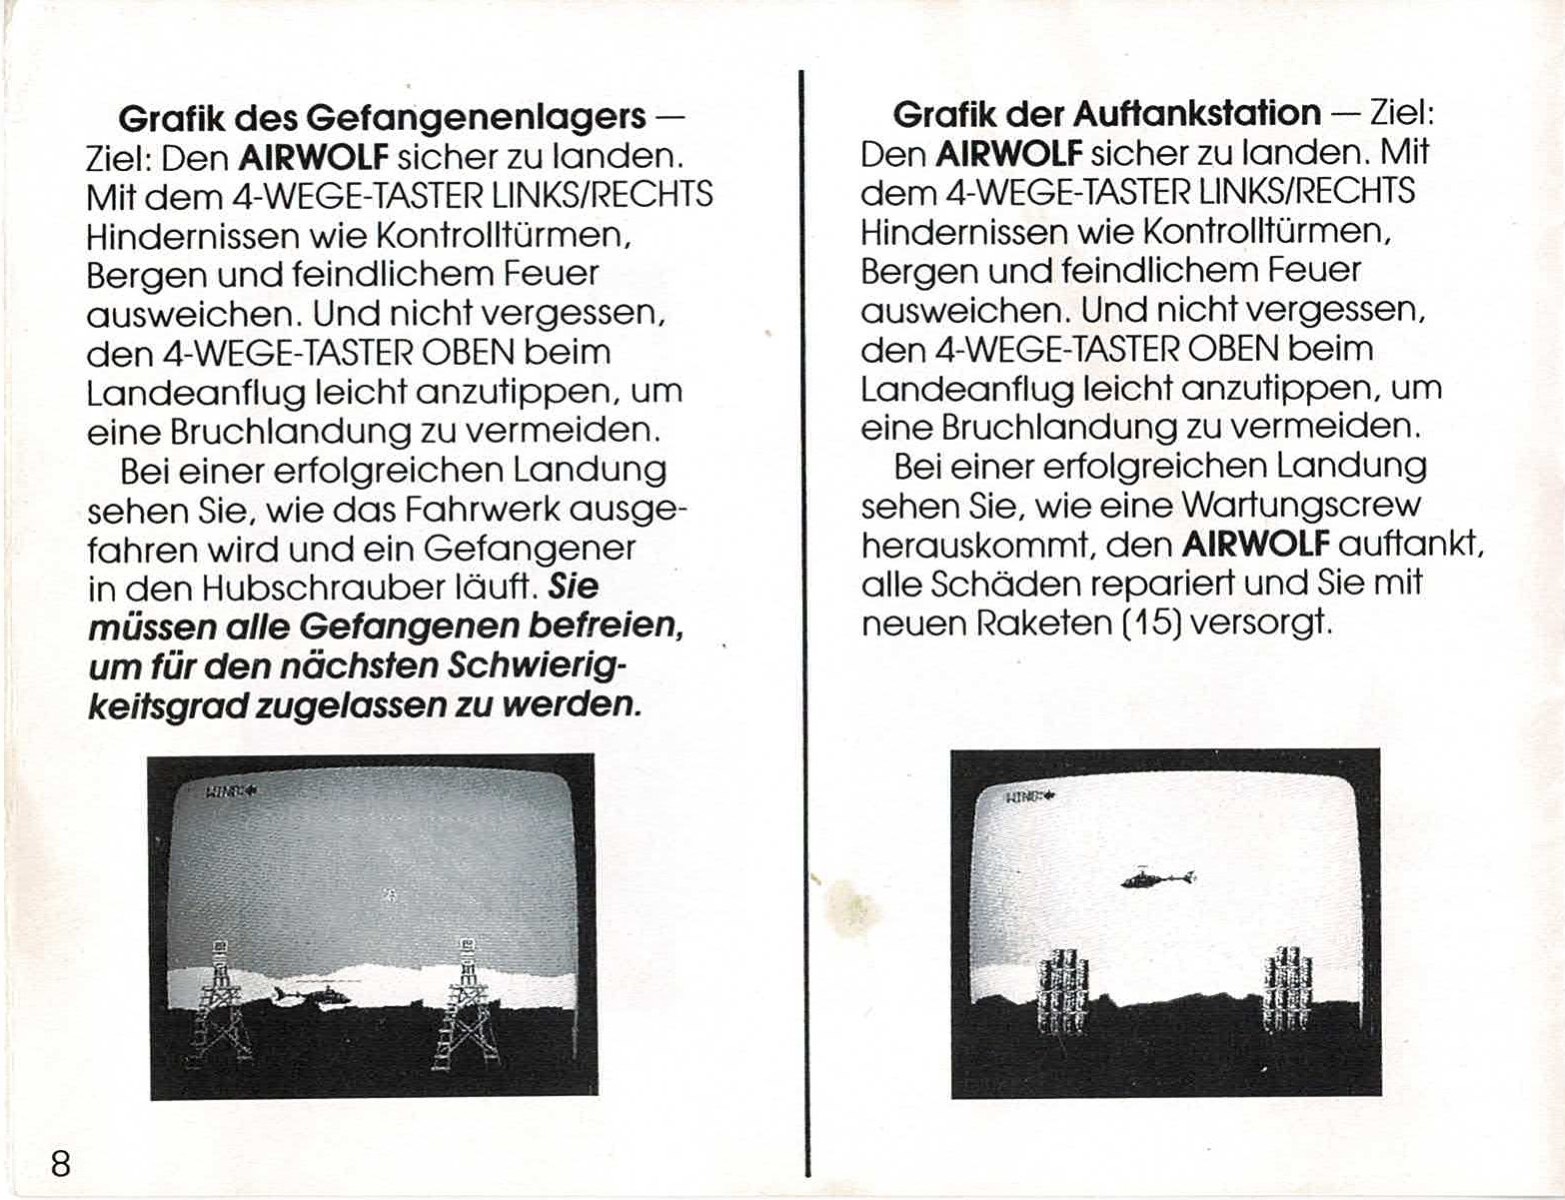 Grafik des Gefangenenlagers —
Ziel: Den AIRWOLF sicher zu landen.
Mit dem 4-WEGE-TASTER LINKS/RECHTS
Hindernissen wie Kontrolltürmen,
Bergen und feindlichem Feuer
ausweichen. Und nicht vergessen,
den 4-WEGE-TASTER OBEN beim
Landeanflug leicht anzutippen, um
eine Bruchlandung zu vermeiden.
Bei einer erfolgreichen Landung
sehen Sie, wie das Fahrwerk ausge-
fahren wird und ein Gefangener
in den Hubschrauber läuft. Sie
müssen alle Gefangenen befreien,
um für den nächsten Schwierig-
keitsgrad zugelassen zu werden.
WIND:
8
Grafik der Auftankstation — Ziel:
Den AIRWOLF sicher zu landen. Mit
dem 4-WEGE-TASTER LINKS/RECHTS
Hindernissen wie Kontrolltürmen,
Bergen und feindlichem Feuer
ausweichen. Und nicht vergessen,
den 4-WEGE-TASTER OBEN beim
Landeanflug leicht anzutippen, um
eine Bruchlandung zu vermeiden.
Bei einer erfolgreichen Landung
sehen Sie, wie eine Wartungscrew
herauskommt, den AIRWOLF auftankt,
alle Schäden repariert und Sie mit
neuen Raketen (15) versorgt.
WIND: